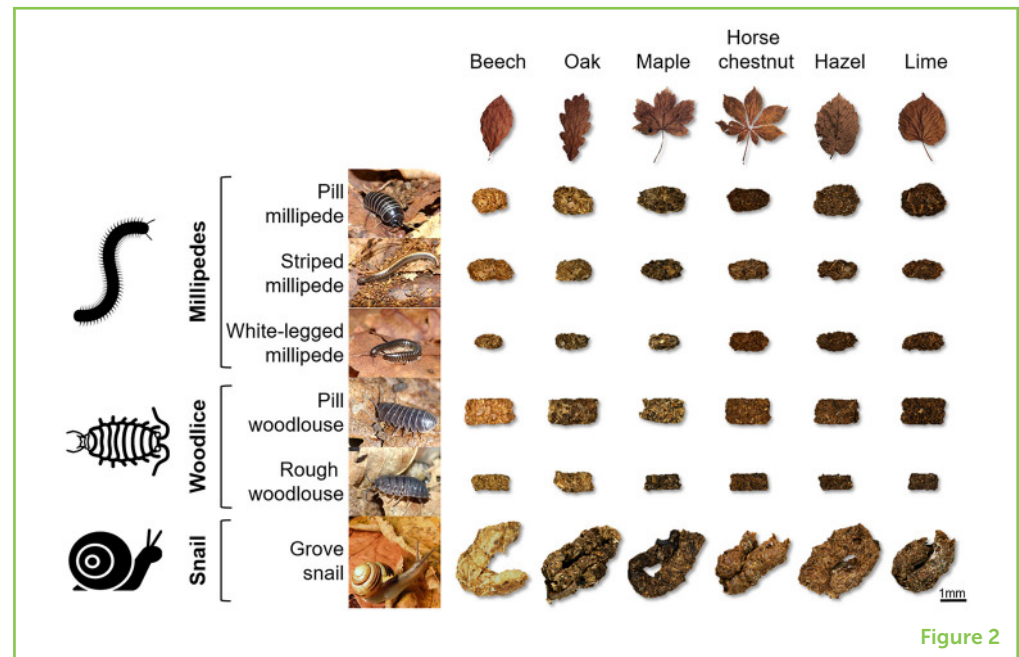 Beech Oak Maple Horse chestnut Hazel Lime
Millipedes
Pill
millipede
Striped
millipede
White-legged
millipede
Woodlice
Pill
woodlouse
Rough
woodlouse
Snail
Grove
snail
1mm
Figure 2